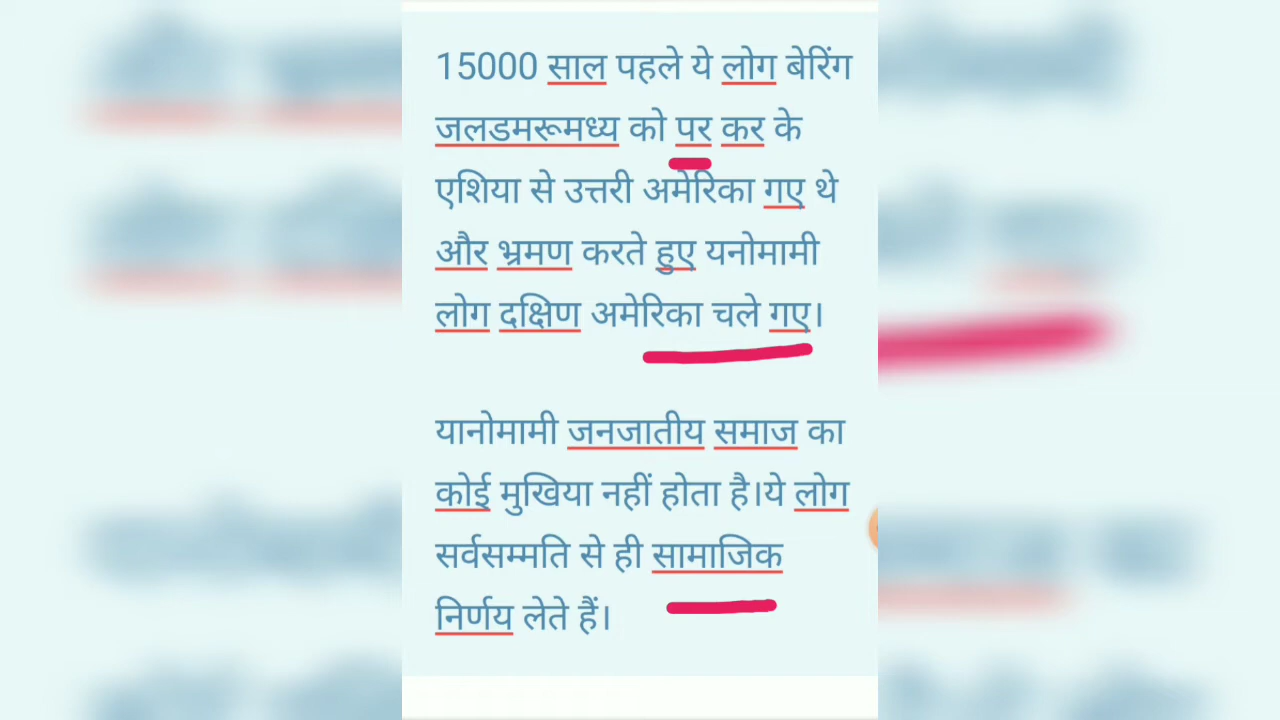 15000 साल पहले ये लोग बेरिंग
जलडमरूमध्य को पर कर के
एशिया से उत्तरी अमेरिका गए थे
और भ्रमण करते हुए यनोमामी
लोग दक्षिण अमेरिका चले गए।
यानोमामी जनजातीय समाज का
कोई मुखिया नहीं होता है।ये लोग
सर्वसम्मति से ही सामाजिक
निर्णय लेते हैं।